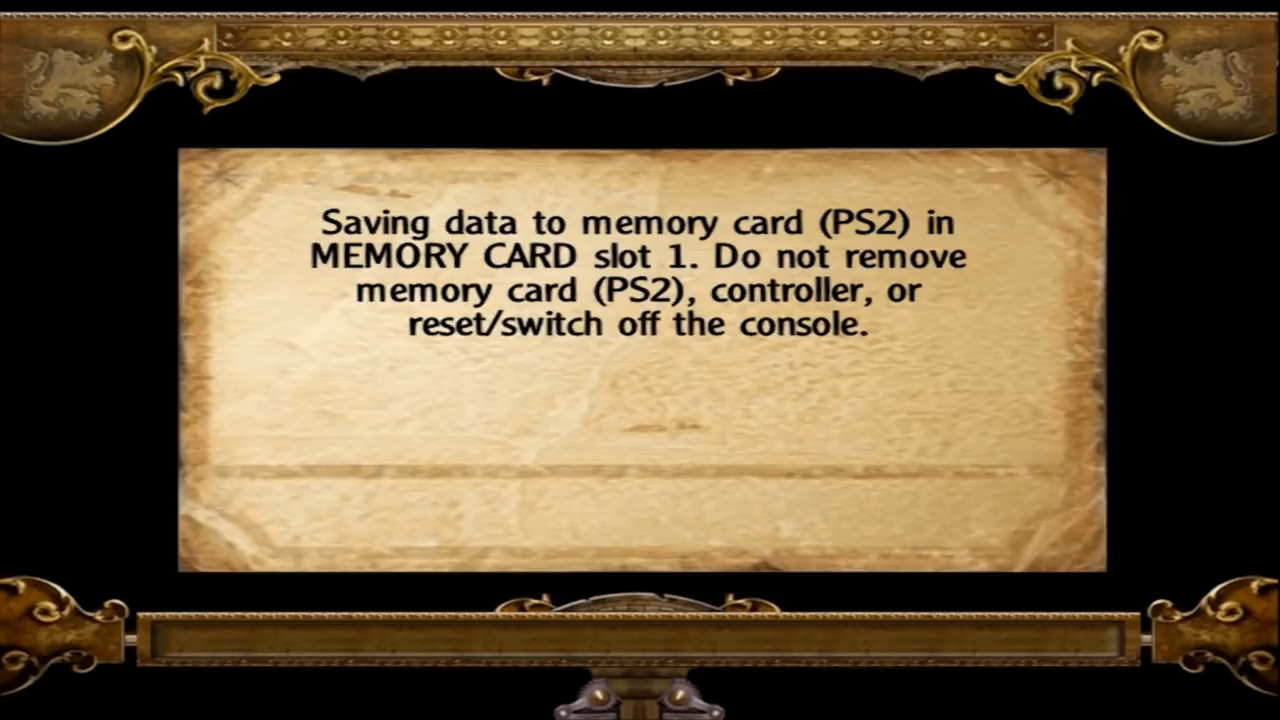 Saving data to memory card (PS2) in
MEMORY CARD slot 1. Do not remove
memory card (PS2), controller, or
reset/switch off the console.